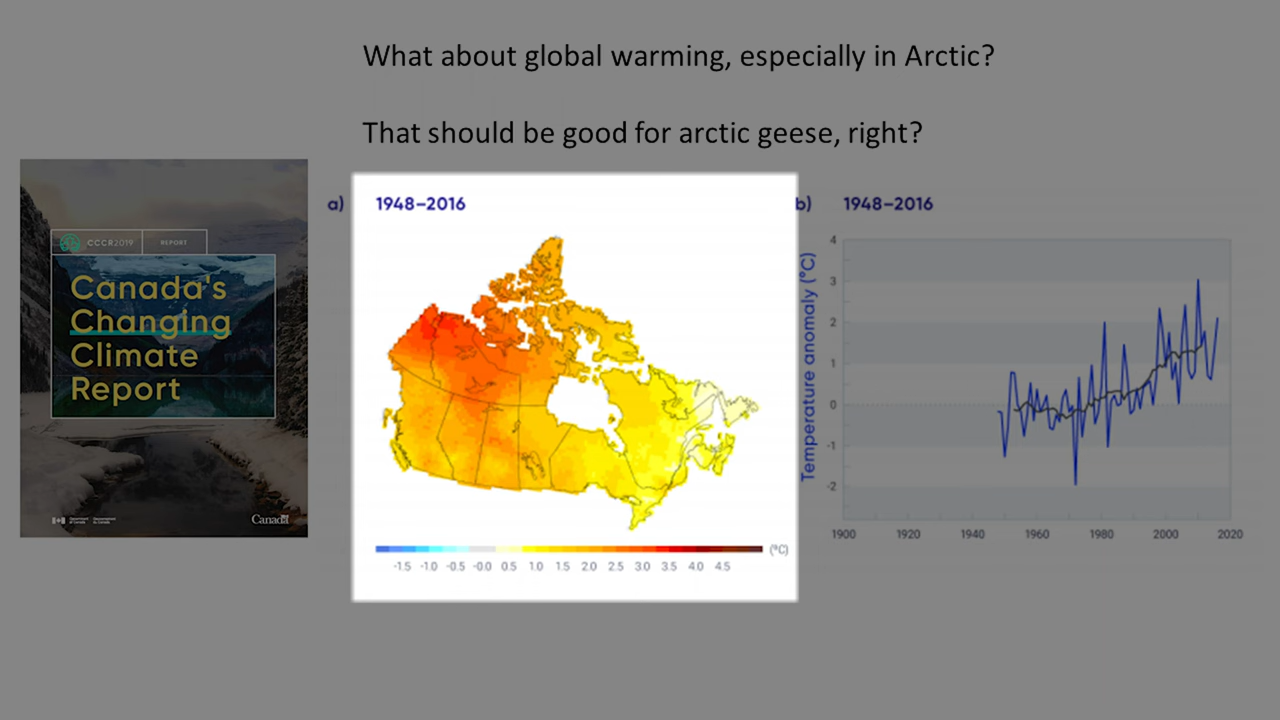 What about global warming, especially in Arctic?
That should be good for arctic geese, right?
CCCR2019
REPORT
Canada's
Changing
Climate
Report
Canada
a)
1948–2016
(°C)
-1.5 -1.0 -0.5 -0.0 0.5 1.0 1.5 2.0 2.5 3.0 3.5 4.0 4.5
b)
1948–2016
Temperature anomaly (°C)
4
3
2
1
0
-1
-2
1900 1920 1940 1960 1980 2000 2020